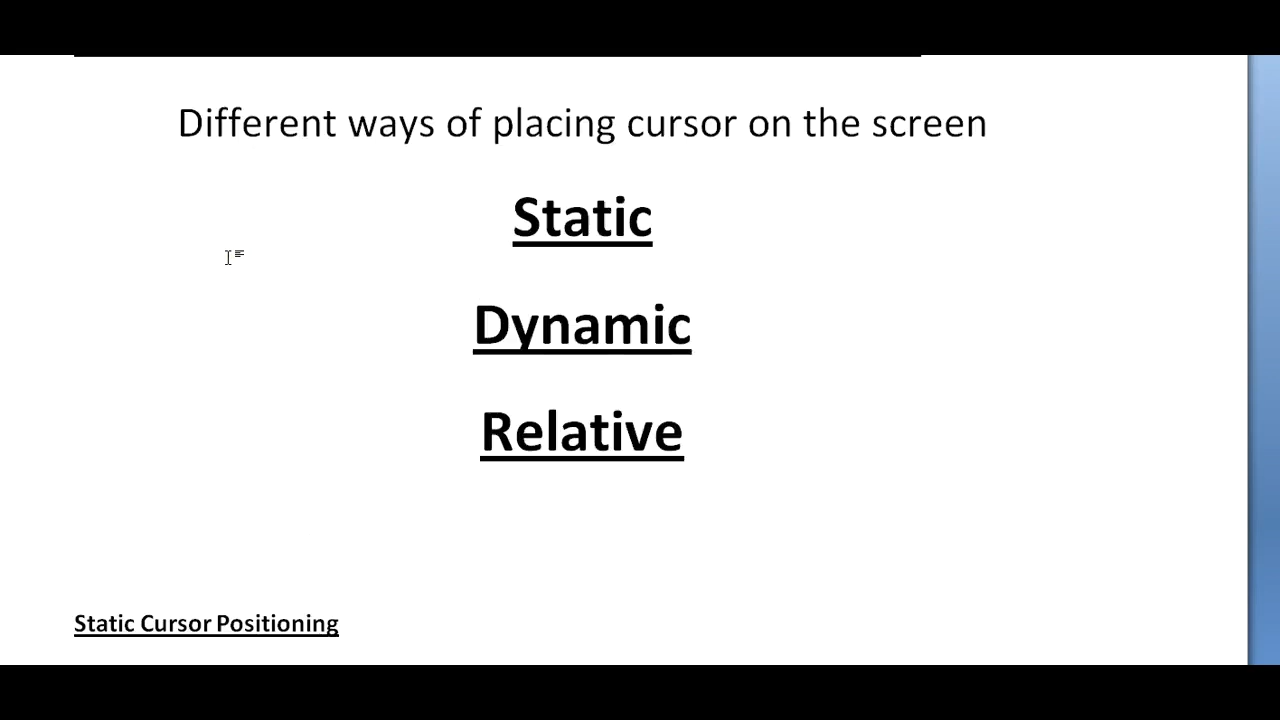 Different ways of placing cursor on the screen
Static
Dynamic
Relative
Static Cursor Positioning